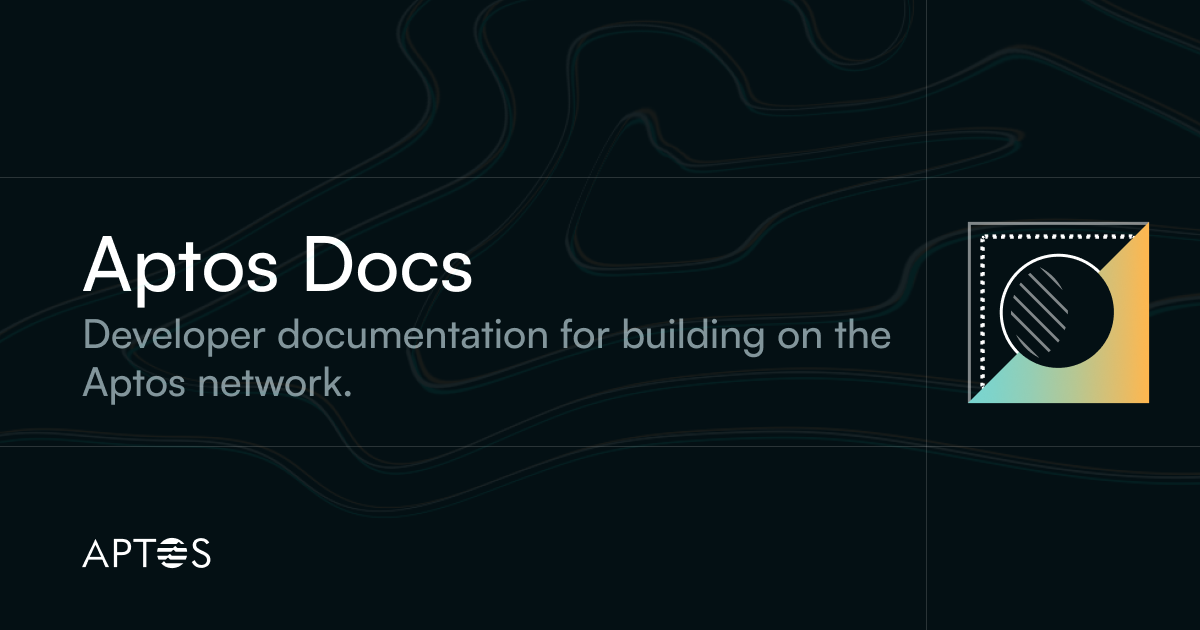 Aptos Docs
Developer documentation for building on the
Aptos network.
APTOS